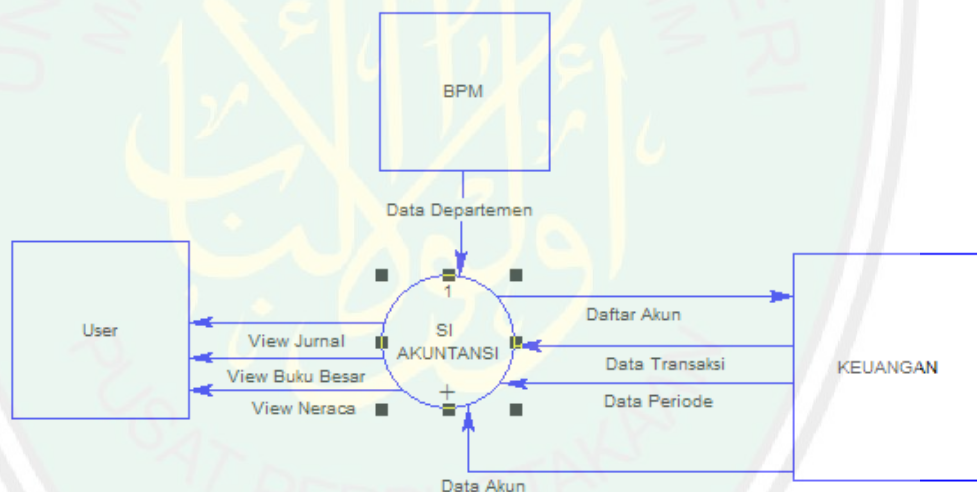 BPM
Data Departemen
User
1
SI
AKUNTANSI
View Jurnal
View Buku Besar
View Neraca
Daftar Akun
Data Transaksi
Data Periode
KEUANGAN
Data Akun